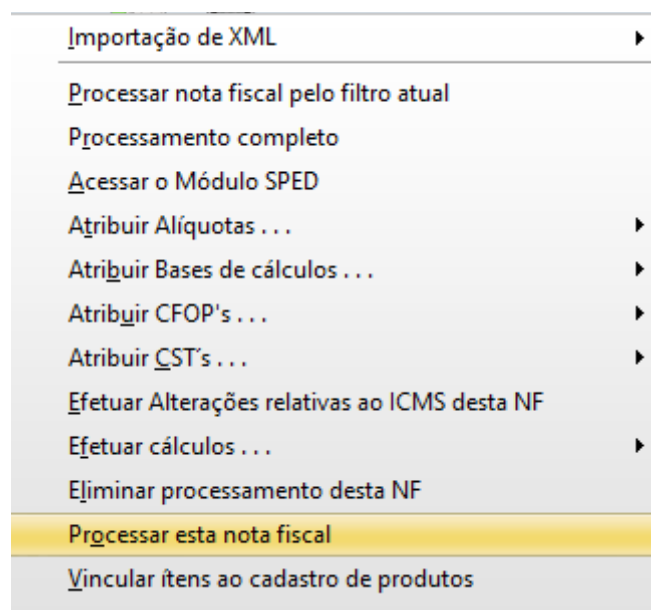 Importação de XML
Processar nota fiscal pelo filtro atual
Processamento completo
Acessar o Módulo SPED
Atribuir Alíquotas . . .
Atribuir Bases de cálculos . . .
Atribuir CFOP's . . .
Atribuir CST´s . . .
Efetuar Alterações relativas ao ICMS desta NF
Efetuar cálculos . . .
Eliminar processamento desta NF
Processar esta nota fiscal
Vincular ítens ao cadastro de produtos